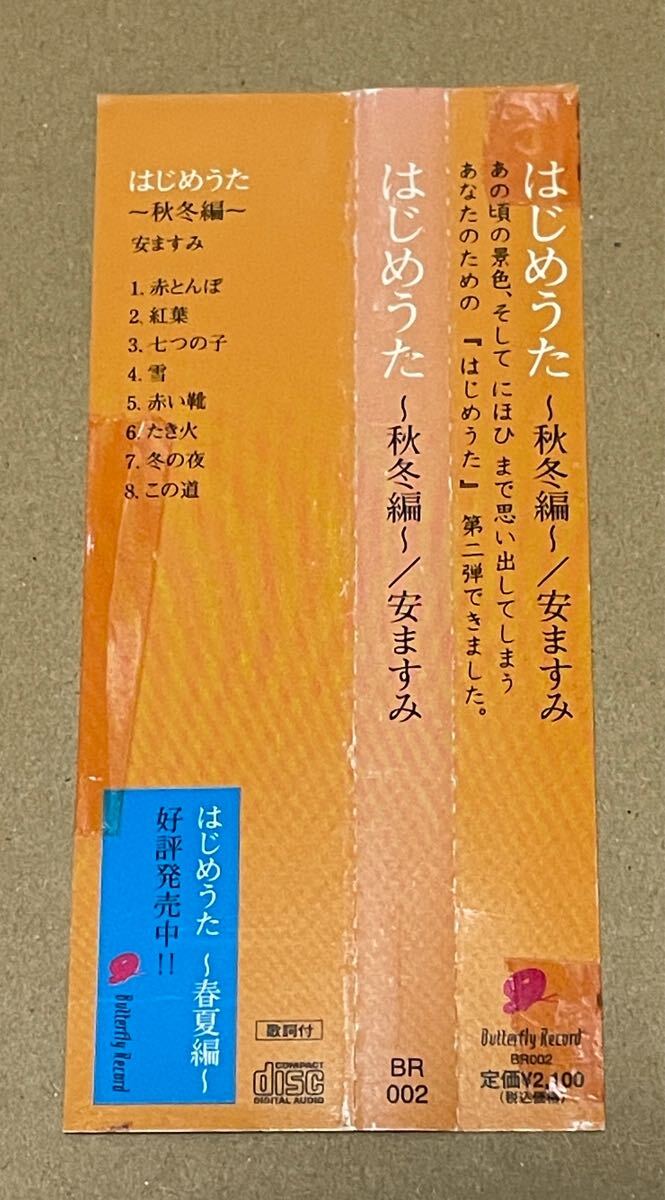 はじめうた ～秋冬編～／安ますみ
あの頃の景色、そして にほひ まで思い出してしまう
あなたのための 『はじめうた』 第二弾できました。
Butterfly Record
BR002
定価¥2,100
(税込価格)
はじめうた ～秋冬編～／安ますみ
BR
002
はじめうた
～秋冬編～
安ますみ
1. 赤とんぼ
2. 紅葉
3. 七つの子
4. 雪
5. 赤い靴
6. たき火
7. 冬の夜
8. この道
はじめうた ～春夏編～
好評発売中!!
Butterfly Record
歌詞付
COMPACT
disc
DIGITAL AUDIO